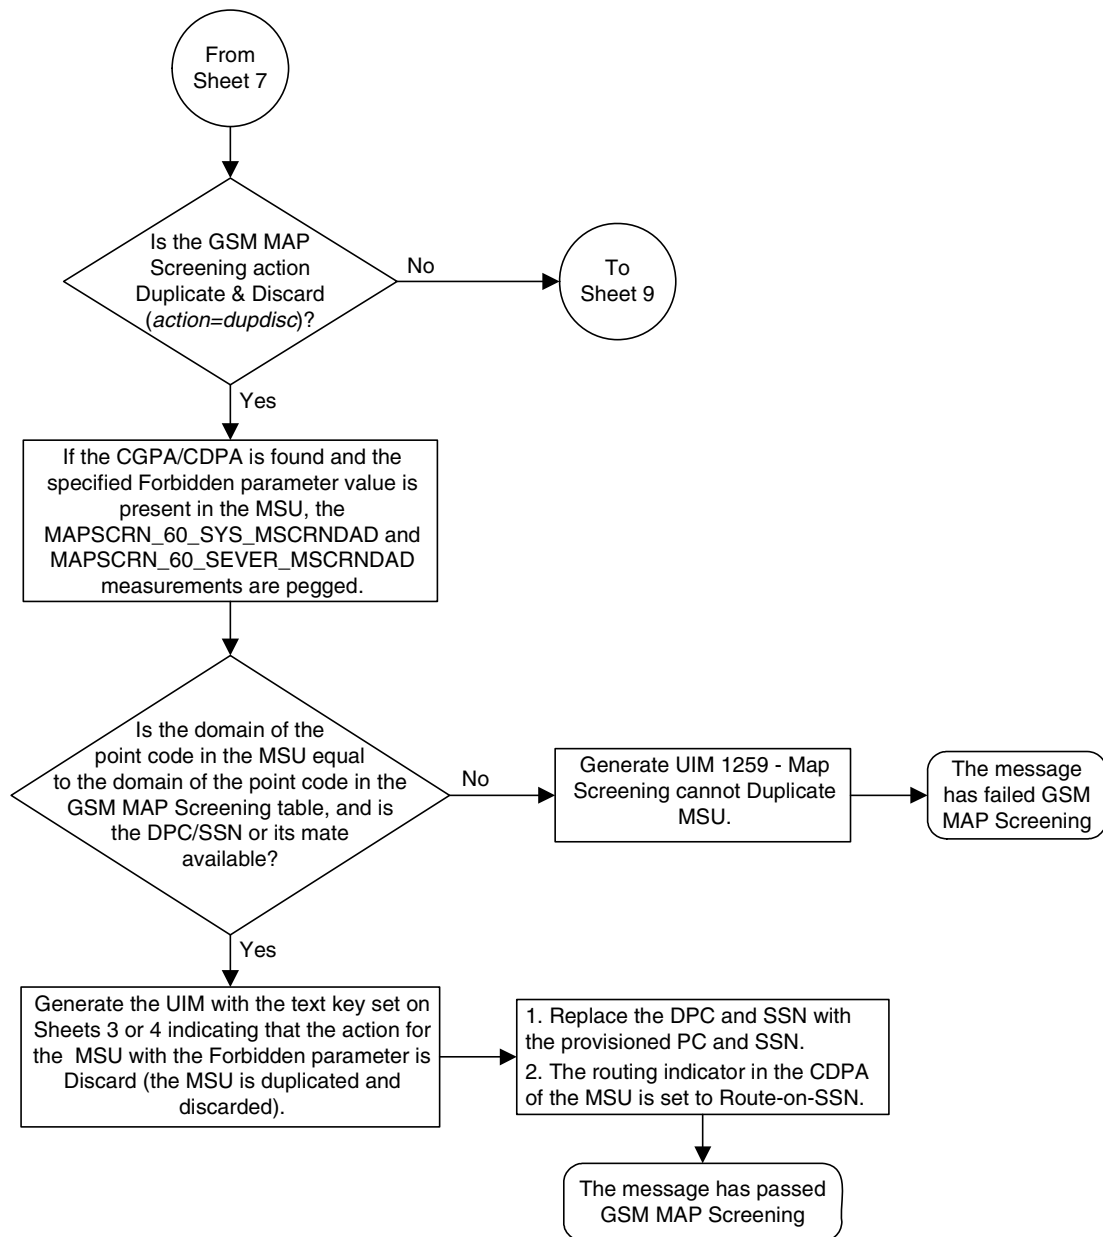 From
Sheet 7
Is the GSM MAP
Screening action
Duplicate & Discard
(action=dupdisc)?
No
To
Sheet 9
Yes
If the CGPA/CDPA is found and the
specified Forbidden parameter value is
present in the MSU, the
MAPSCRN_60_SYS_MSCRNDAD and
MAPSCRN_60_SEVER_MSCRNDAD
measurements are pegged.
Is the domain of the
point code in the MSU equal
to the domain of the point code in the
GSM MAP Screening table, and is
the DPC/SSN or its mate
available?
No
Generate UIM 1259 - Map
Screening cannot Duplicate
MSU.
The message
has failed GSM
MAP Screening
Yes
Generate the UIM with the text key set on
Sheets 3 or 4 indicating that the action for
the MSU with the Forbidden parameter is
Discard (the MSU is duplicated and
discarded).
1. Replace the DPC and SSN with
the provisioned PC and SSN.
2. The routing indicator in the CDPA
of the MSU is set to Route-on-SSN.
The message has passed
GSM MAP Screening